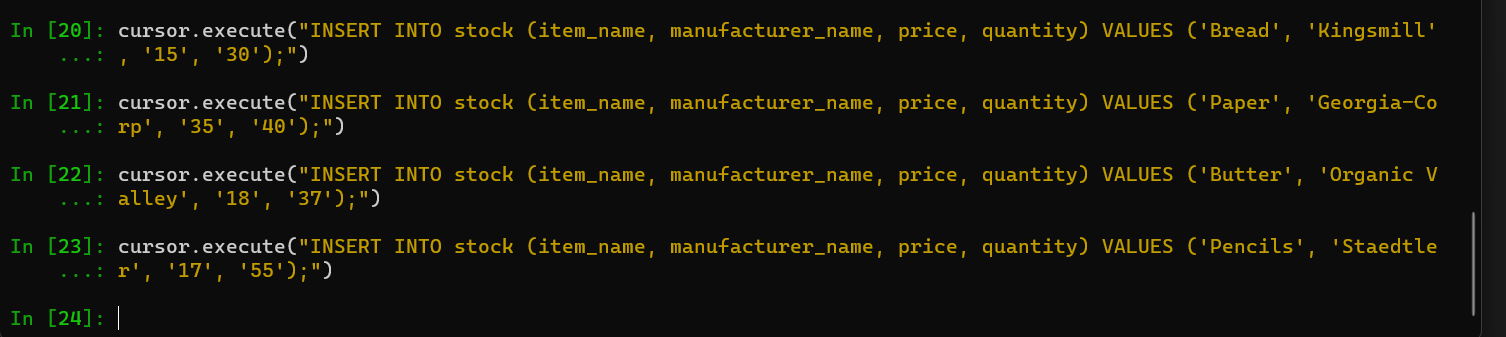 In [20]: cursor.execute("INSERT INTO stock (item_name, manufacturer_name, price, quantity) VALUES ('Bread', 'Kingsmill'
    ...: , '15', '30');")
In [21]: cursor.execute("INSERT INTO stock (item_name, manufacturer_name, price, quantity) VALUES ('Paper', 'Georgia-Co
    ...: rp', '35', '40');")
In [22]: cursor.execute("INSERT INTO stock (item_name, manufacturer_name, price, quantity) VALUES ('Butter', 'Organic V
    ...: alley', '18', '37');")
In [23]: cursor.execute("INSERT INTO stock (item_name, manufacturer_name, price, quantity) VALUES ('Pencils', 'Staedtle
    ...: r', '17', '55');")
In [24]: